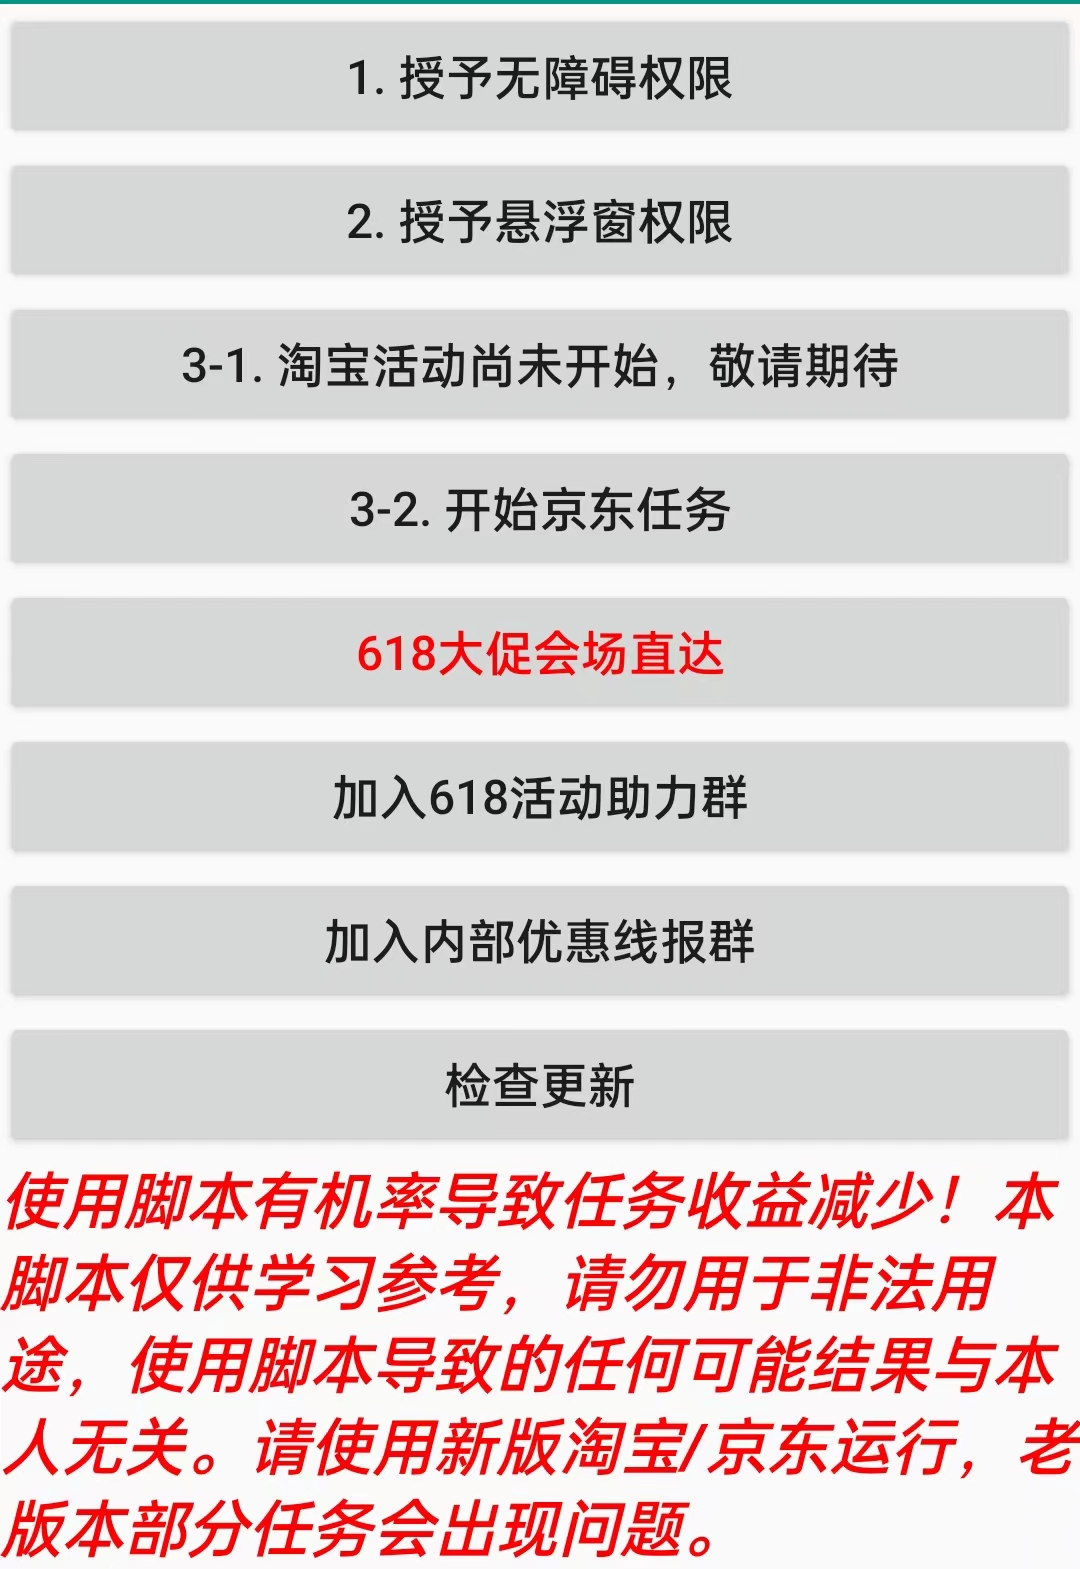 1. 授予无障碍权限
2. 授予悬浮窗权限
3-1. 淘宝活动尚未开始，敬请期待
3-2. 开始京东任务
618大促会场直达
加入618活动助力群
加入内部优惠线报群
检查更新
使用脚本有机率导致任务收益减少！本
脚本仅供学习参考，请勿用于非法用
途，使用脚本导致的任何可能结果与本
人无关。请使用新版淘宝/京东运行，老
版本部分任务会出现问题。